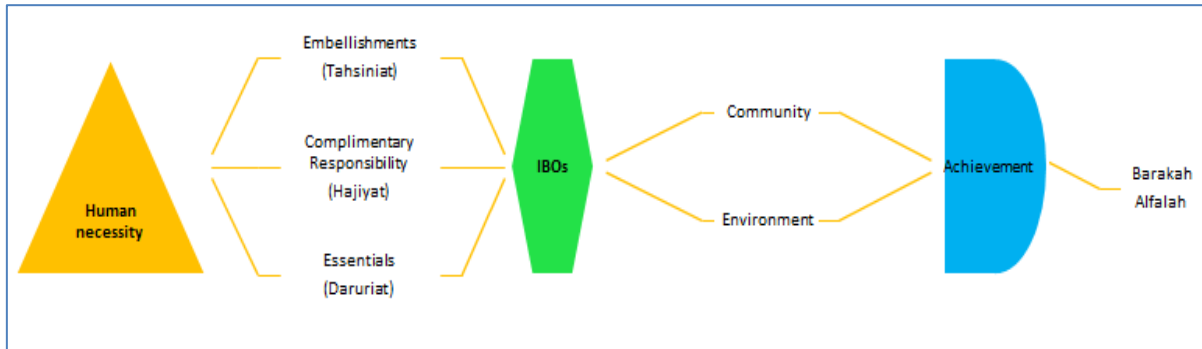 Human
necessity
Embellishments
(Tahsiniat)
Complimentary
Responsibility
(Hajiyat)
Essentials
(Daruriat)
IBOs
Community
Environment
Achievement
Barakah
Alfalah